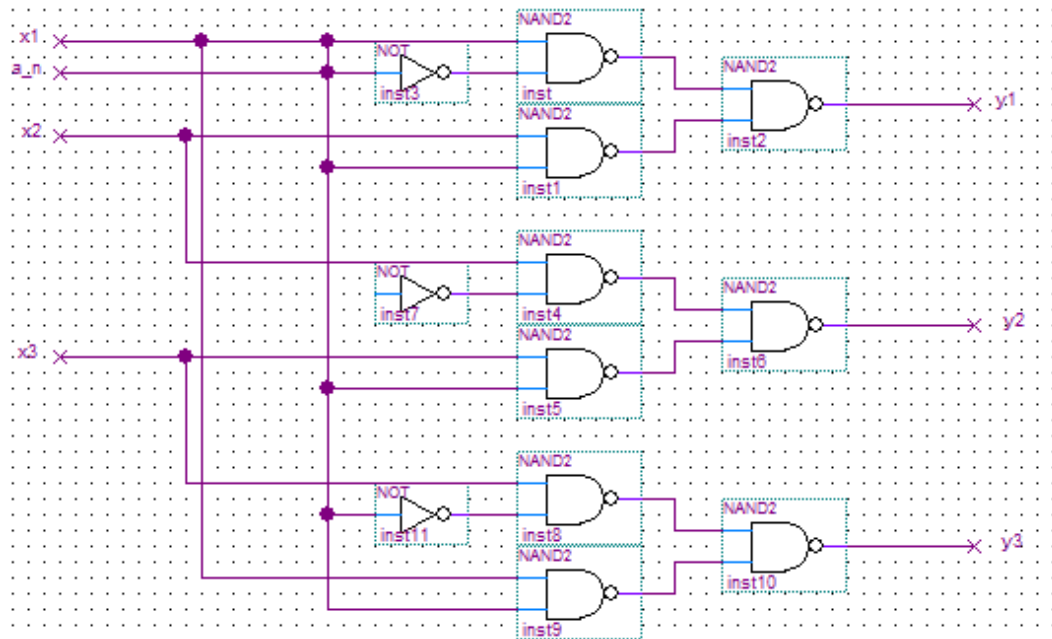 NAND2
x1
NOT
NAND2
a_n
inst3
inst
NAND2
x2
inst1
y1
inst2
NAND2
NOT
NAND2
inst7
inst4
NAND2
x3
inst5
y2
inst6
NAND2
NOT
NAND2
inst11
inst8
NAND2
inst9
y3
inst10